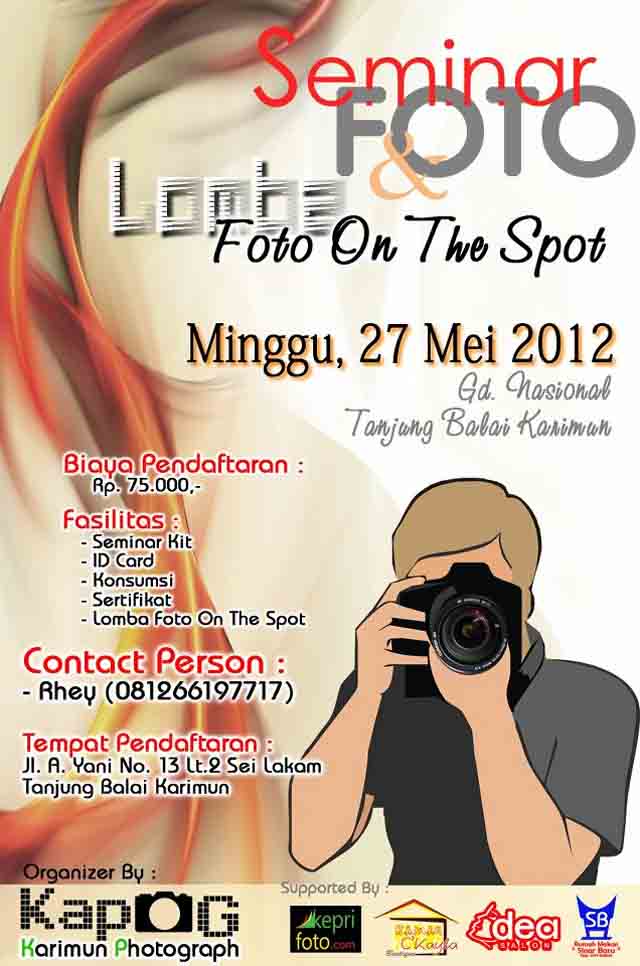 Seminar
FOTO
&
Lomba
Foto On The Spot
Minggu, 27 Mei 2012
Gd. Nasional
Tanjung Balai Karimun
Biaya Pendaftaran :
Rp. 75.000,-
Fasilitas :
- Seminar Kit
- ID Card
- Konsumsi
- Sertifikat
- Lomba Foto On The Spot
Contact Person :
- Rhey (081266197717)
Tempat Pendaftaran :
Jl. A. Yani No. 13 Lt.2 Sei Lakam
Tanjung Balai Karimun
Organizer By :
KapOG
Karimun Photograph
Supported By :
kepri
foto.com
C'Kayla
Idea
SALON
SB
Rumah Makan
"Sinar Baru"